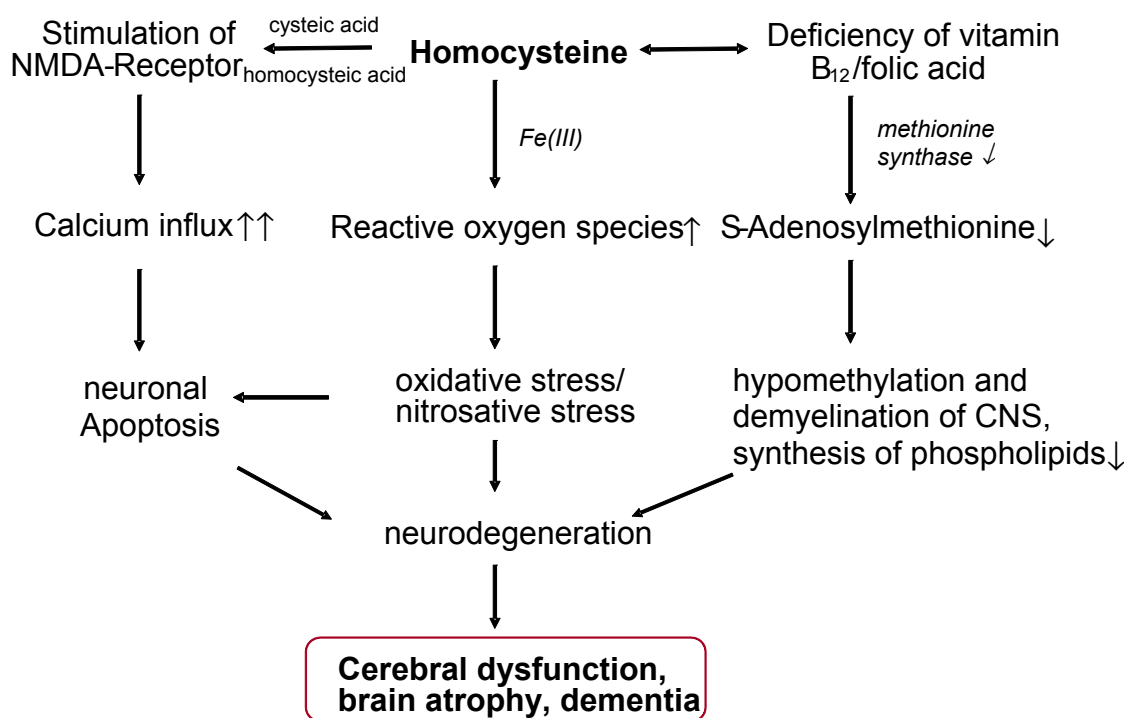 Stimulation of
NMDA-Receptor
cysteic acid
homocysteic acid
Homocysteine
Deficiency of vitamin
B₁₂/folic acid
Fe(III)
methionine
synthase ↓
Calcium influx↑↑
Reactive oxygen species↑
S-Adenosylmethionine↓
neuronal
Apoptosis
oxidative stress/
nitrosative stress
hypomethylation and
demyelination of CNS,
synthesis of phospholipids↓
neurodegeneration
Cerebral dysfunction,
brain atrophy, dementia